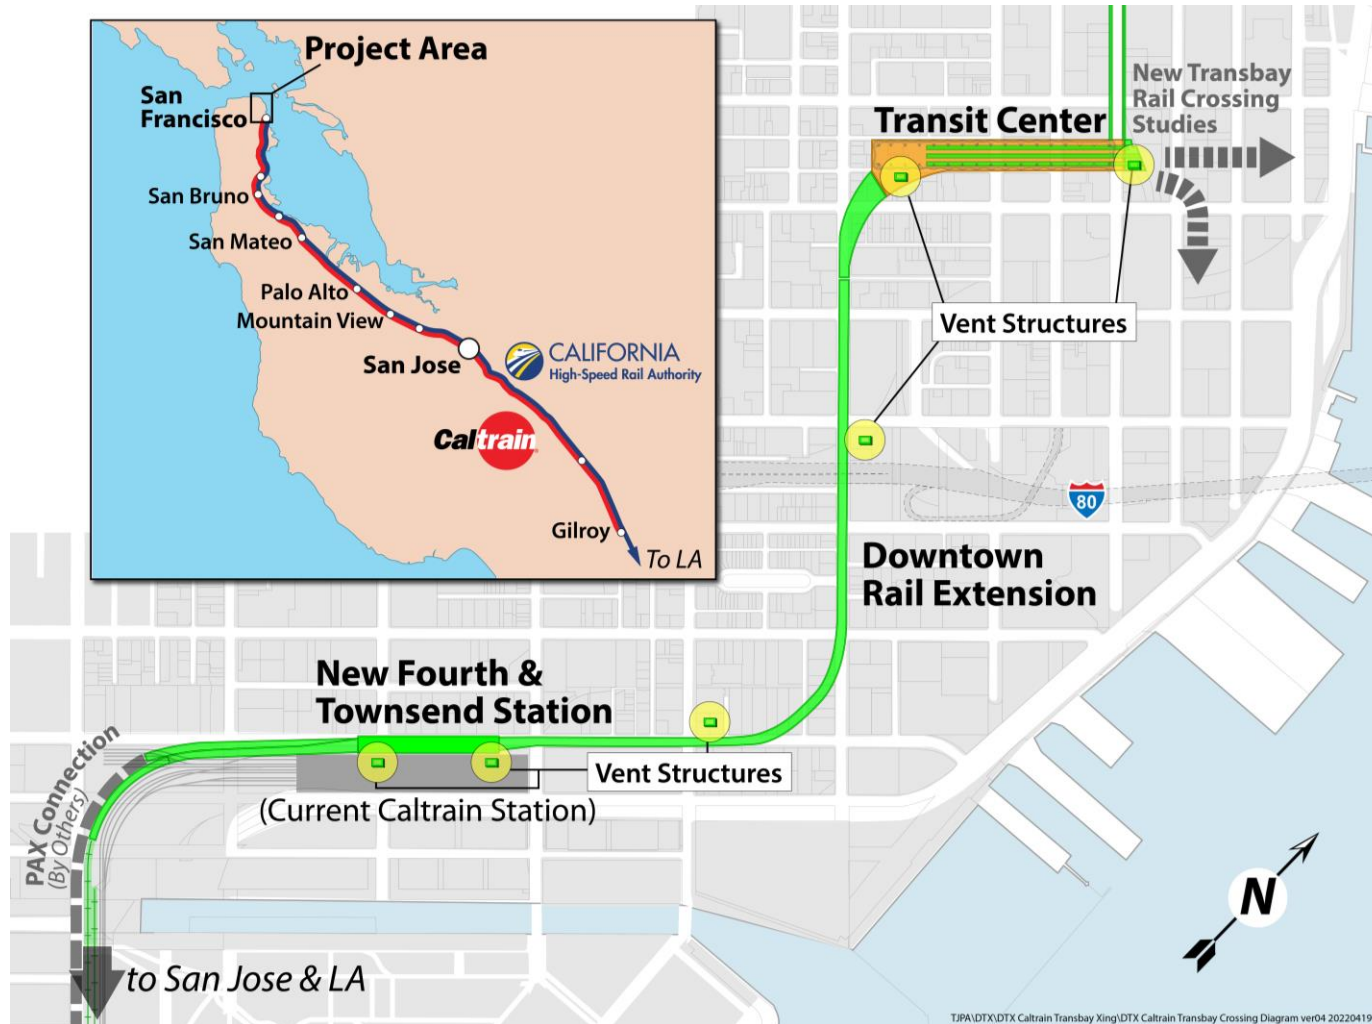 Project Area
San
Francisco
San Bruno
San Mateo
Palo Alto
Mountain View
San Jose
CALIFORNIA
High-Speed Rail Authority
Caltrain
Gilroy
To LA
Transit Center
New Transbay
Rail Crossing
Studies
Vent Structures
80
Downtown
Rail Extension
New Fourth &
Townsend Station
Vent Structures
(Current Caltrain Station)
PAX Connection
(By Others)
to San Jose & LA
N
TJPA\DTX\DTX Caltrain Transbay Xing\DTX Caltrain Transbay Crossing Diagram ver04 20220419